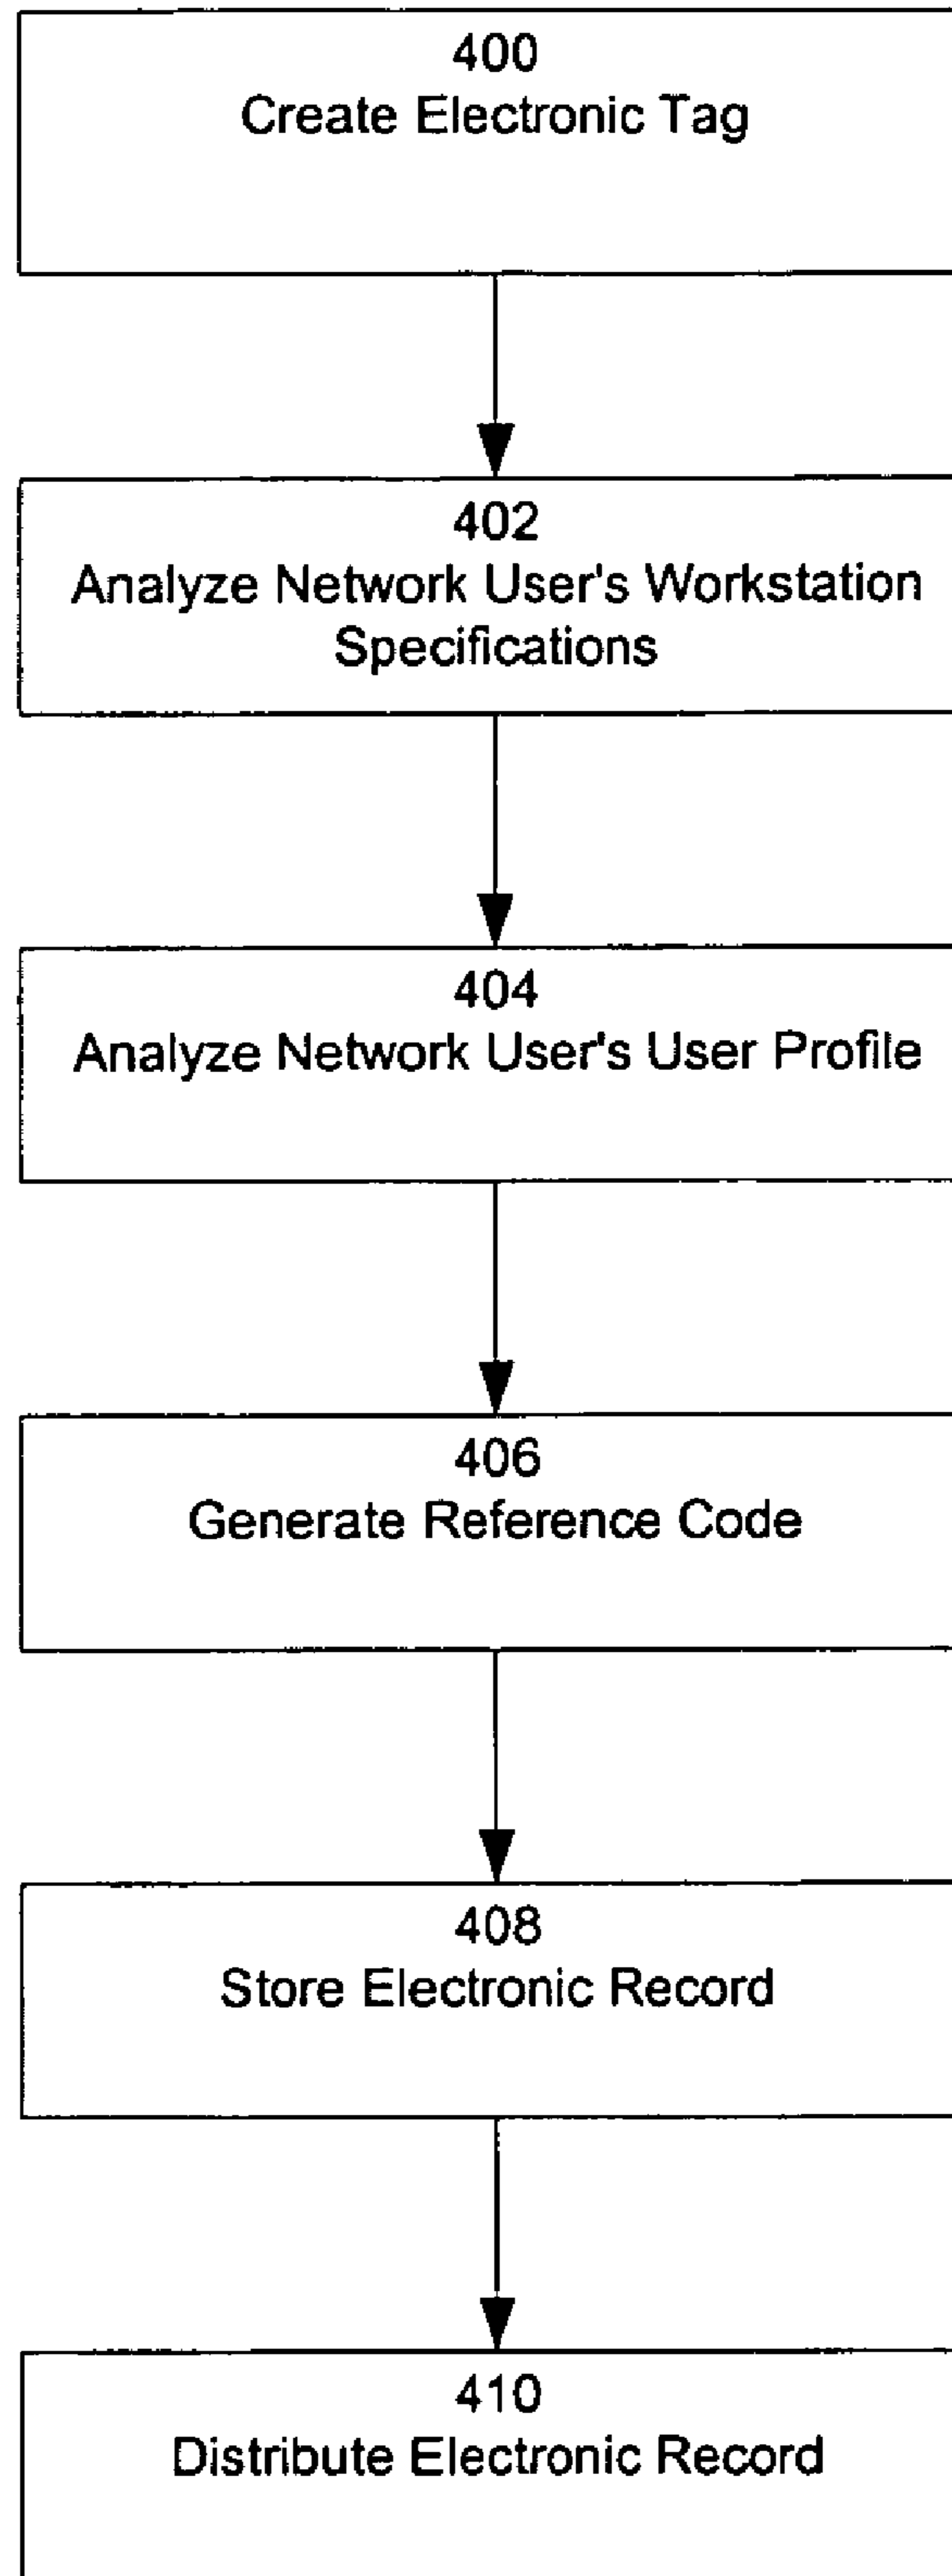 400
Create Electronic Tag
402
Analyze Network User's Workstation
Specifications
404
Analyze Network User's User Profile
406
Generate Reference Code
408
Store Electronic Record
410
Distribute Electronic Record